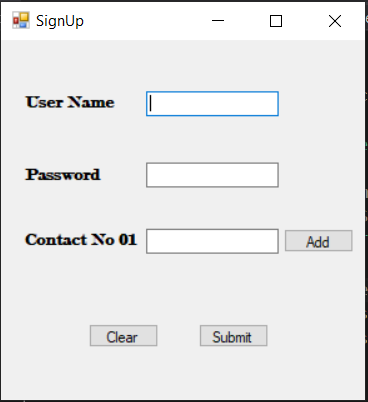 SignUp
User Name
Password
Contact No 01
Add
Clear
Submit